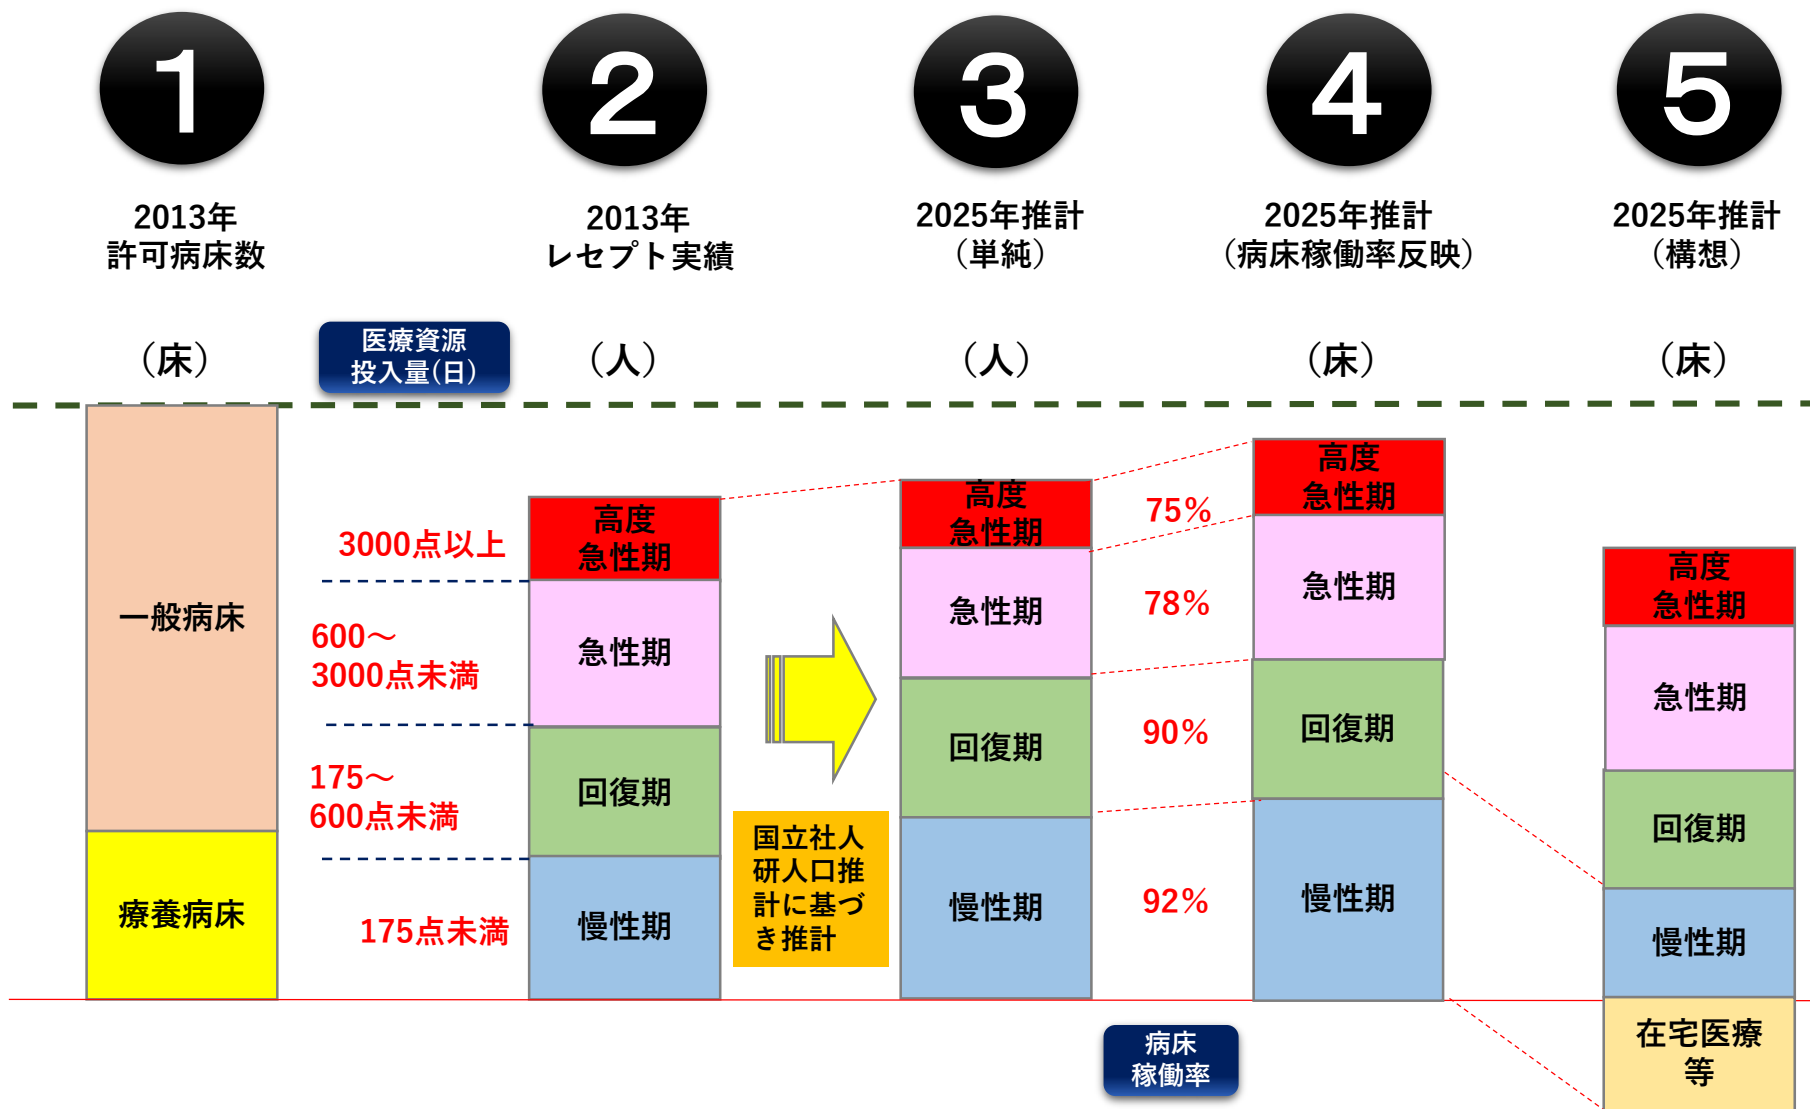 1
2
3
4
5
2013年
許可病床数
2013年
レセプト実績
2025年推計
（単純）
2025年推計
（病床稼働率反映）
2025年推計
（構想）
（床）
医療資源
投入量(日)
（人）
（人）
（床）
（床）
一般病床
療養病床
3000点以上
600～
3000点未満
175～
600点未満
175点未満
高度
急性期
急性期
回復期
慢性期
国立社人
研人口推
計に基づ
き推計
高度
急性期
急性期
回復期
慢性期
75%
78%
90%
92%
病床
稼働率
高度
急性期
急性期
回復期
慢性期
高度
急性期
急性期
回復期
慢性期
在宅医療
等